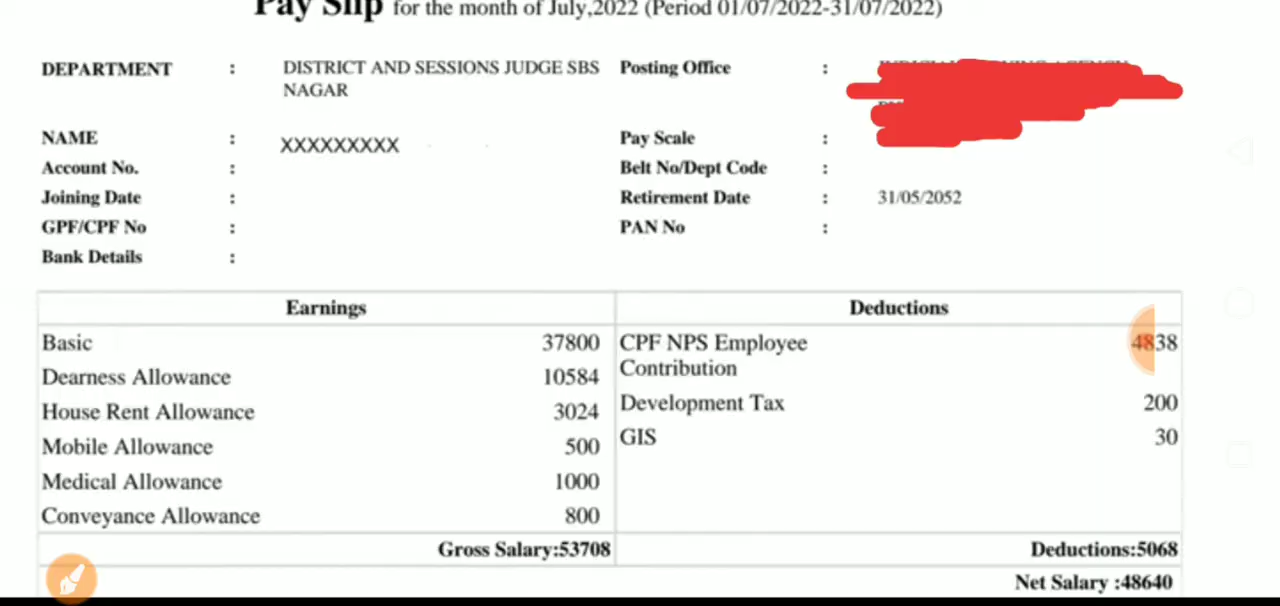 Pay Slip for the month of July,2022 (Period 01/07/2022-31/07/2022)
DEPARTMENT : DISTRICT AND SESSIONS JUDGE SBS NAGAR Posting Office :
NAME : XXXXXXXXX Pay Scale :
Account No. : Belt No/Dept Code :
Joining Date : Retirement Date : 31/05/2052
GPF/CPF No : PAN No :
Bank Details :
Earnings Deductions
Basic 37800 CPF NPS Employee Contribution 4838
Dearness Allowance 10584
House Rent Allowance 3024 Development Tax 200
Mobile Allowance 500 GIS 30
Medical Allowance 1000
Conveyance Allowance 800
Gross Salary:53708 Deductions:5068
Net Salary :48640